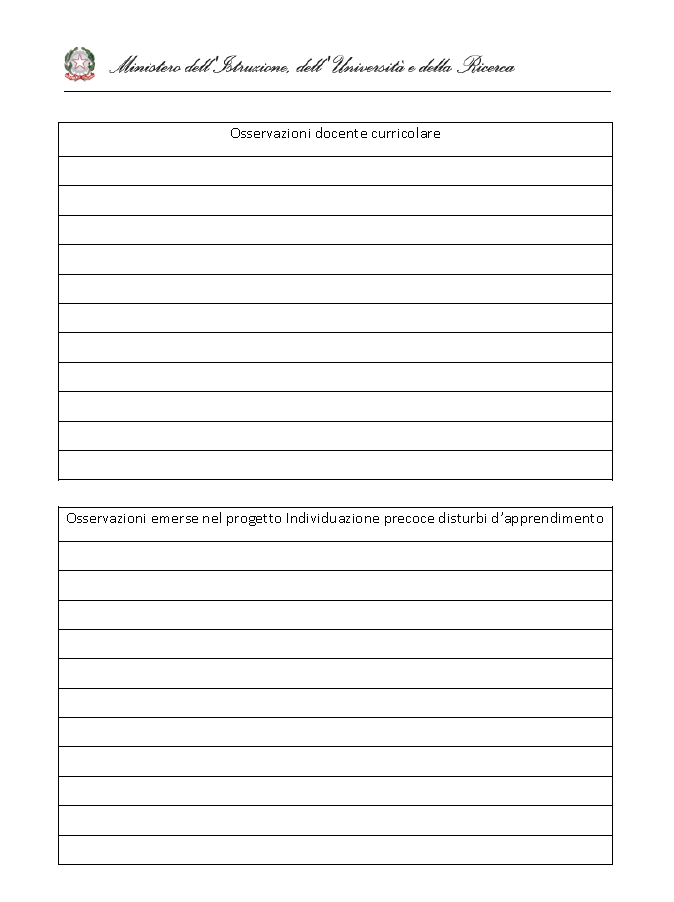 Ministero dell'Istruzione, dell'Università e della Ricerca
Osservazioni docente curricolare
Osservazioni emerse nel progetto Individuazione precoce disturbi d’apprendimento